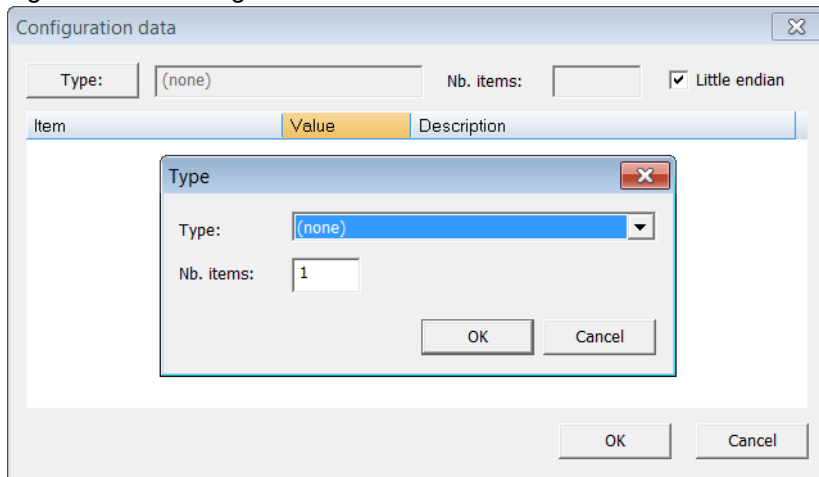 Configuration data
Type: (none) Nb. items: Little endian
Item Value Description
Type
Type: (none)
Nb. items: 1
OK Cancel
OK Cancel